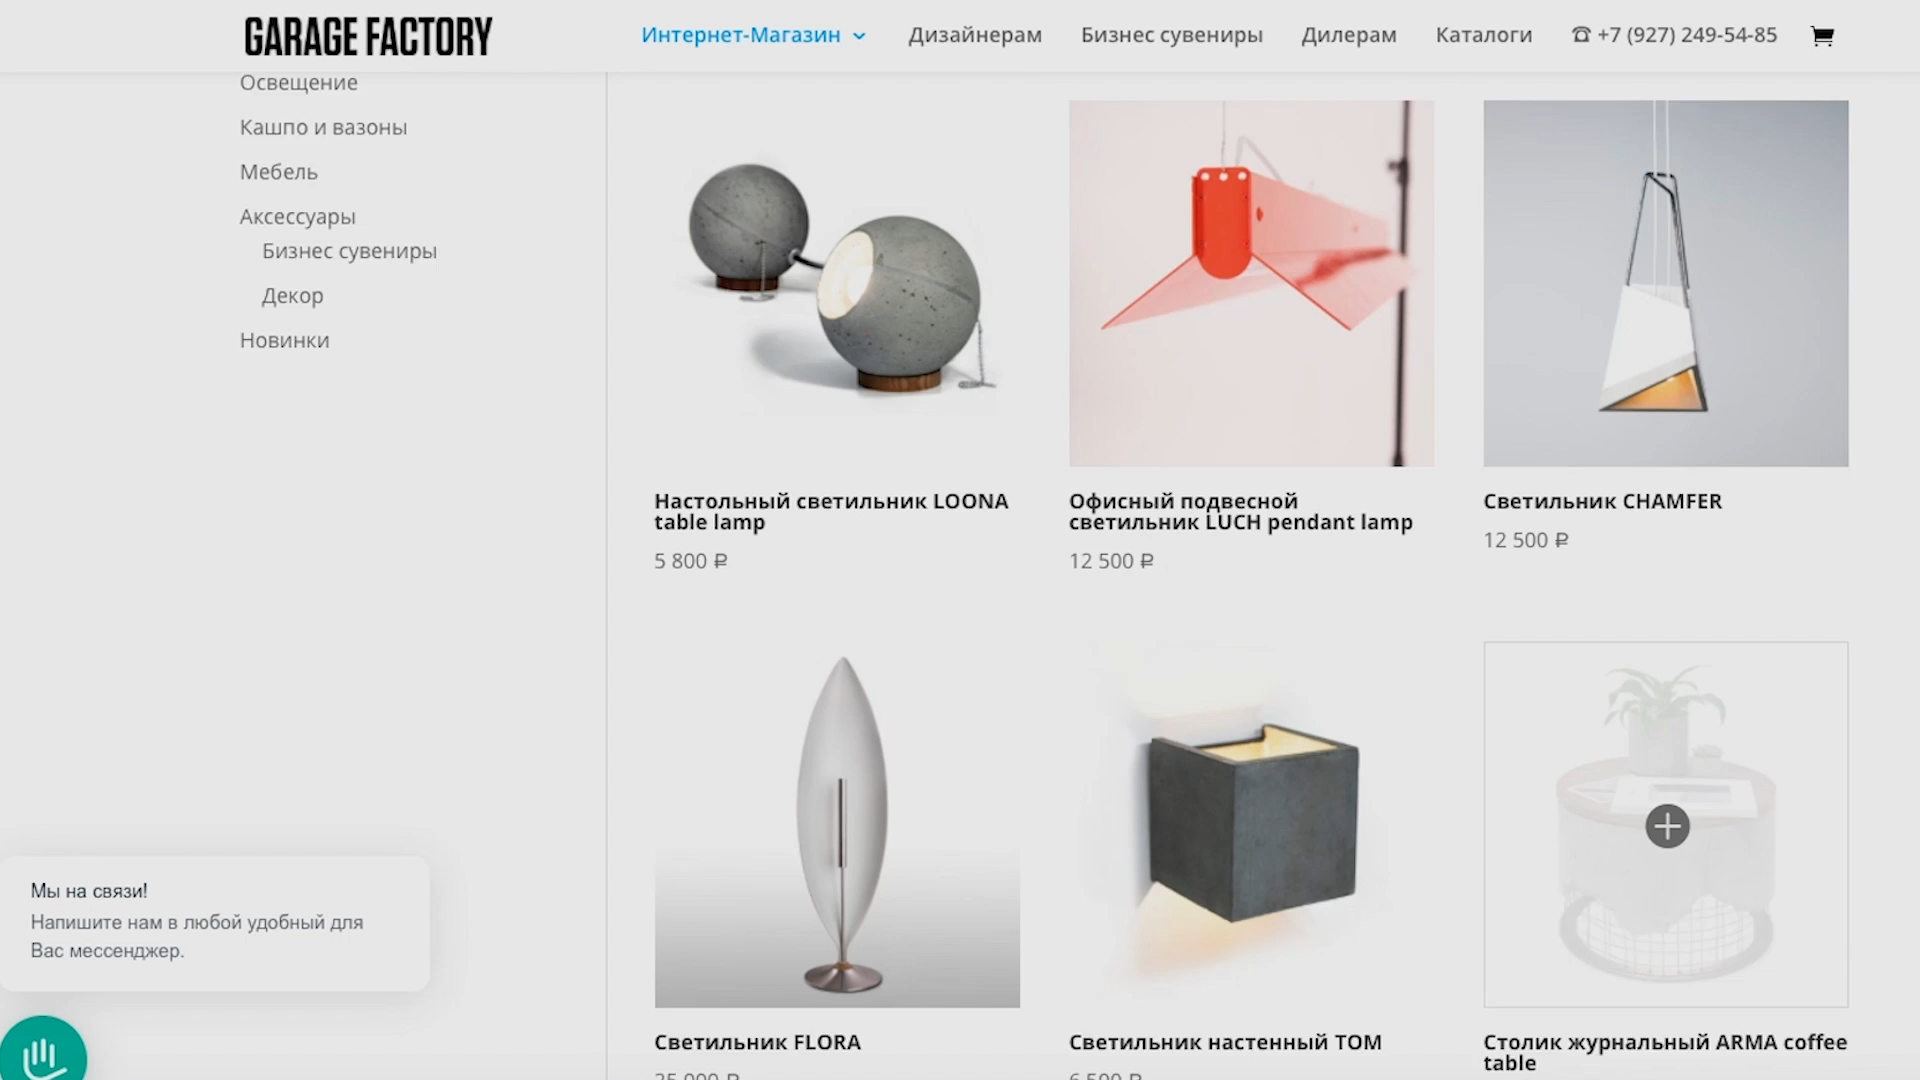 GARAGE FACTORY
Интернет-Магазин
Дизайнерам
Бизнес сувениры
Дилерам
Каталоги
☎ +7 (927) 249-54-85
Освещение
Кашпо и вазоны
Мебель
Аксессуары
Бизнес сувениры
Декор
Новинки
Настольный светильник LOONA
table lamp
5 800 ₽
Офисный подвесной
светильник LUCH pendant lamp
12 500 ₽
Светильник CHAMFER
12 500 ₽
Светильник FLORA
Светильник настенный TOM
6 500 ₽
Столик журнальный ARMA coffee
table
Мы на связи!
Напишите нам в любой удобный для
Вас мессенджер.